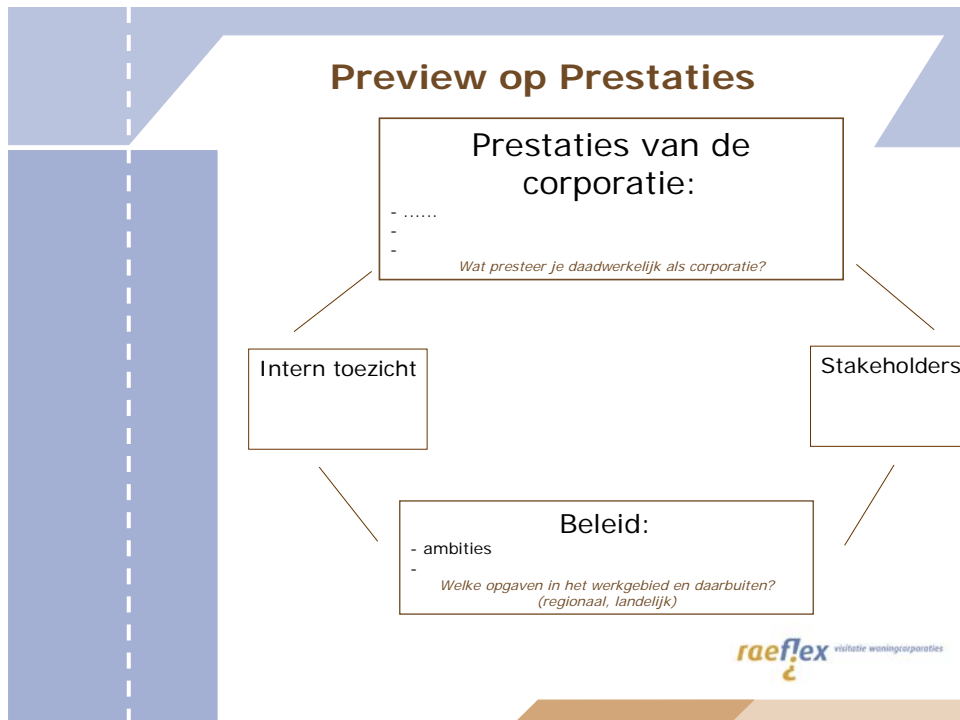 Preview op Prestaties
Prestaties van de
corporatie:
- ......
-
-
Wat presteer je daadwerkelijk als corporatie?
Intern toezicht
Stakeholders
Beleid:
- ambities
-
Welke opgaven in het werkgebied en daarbuiten?
(regionaal, landelijk)
raeflex visitatie woningcorporaties